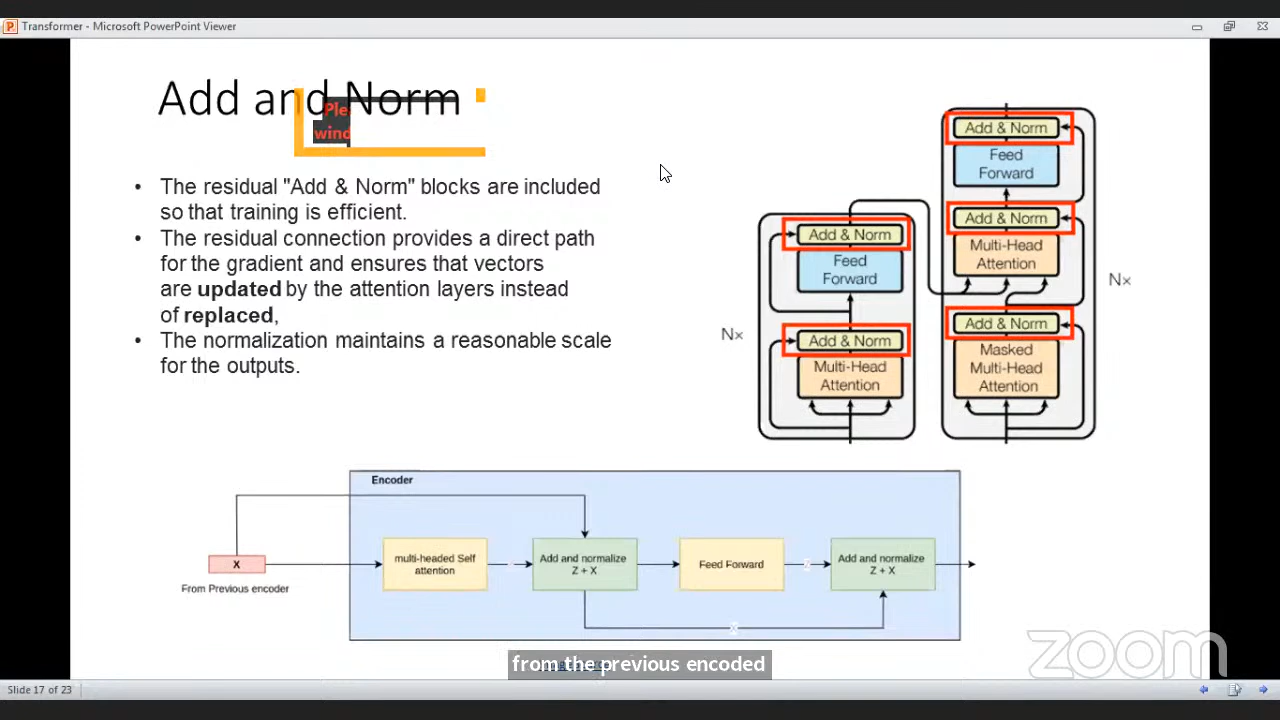 Transformer - Microsoft PowerPoint Viewer
Add and Norm
Ple
wind
• The residual "Add & Norm" blocks are included
so that training is efficient.
• The residual connection provides a direct path
for the gradient and ensures that vectors
are updated by the attention layers instead
of replaced,
• The normalization maintains a reasonable scale
for the outputs.
Add & Norm
Feed
Forward
Add & Norm
Multi-Head
Attention
Nx
Add & Norm
Feed
Forward
Add & Norm
Multi-Head
Attention
Add & Norm
Masked
Multi-Head
Attention
Nx
Encoder
X
From Previous encoder
multi-headed Self
attention
Add and normalize
Z + X
Feed Forward
Z
Add and normalize
Z + X
X
from the previous encoded
zoom
Slide 17 of 23